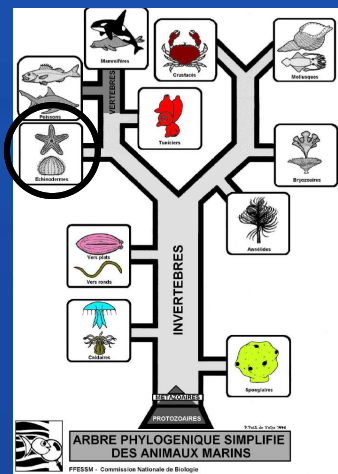 Mammifères
Crustacés
Mollusques
Poissons
VERTEBRES
Tuniciers
Echinodermes
Bryozoaires
Annélides
Vers plats
Vers ronds
INVERTEBRES
Cnidaires
Spongiaires
METAZOAIRES
PROTOZOAIRES
ARBRE PHYLOGENIQUE SIMPLIFIE
DES ANIMAUX MARINS
FFESSM - Commission Nationale de Biologie